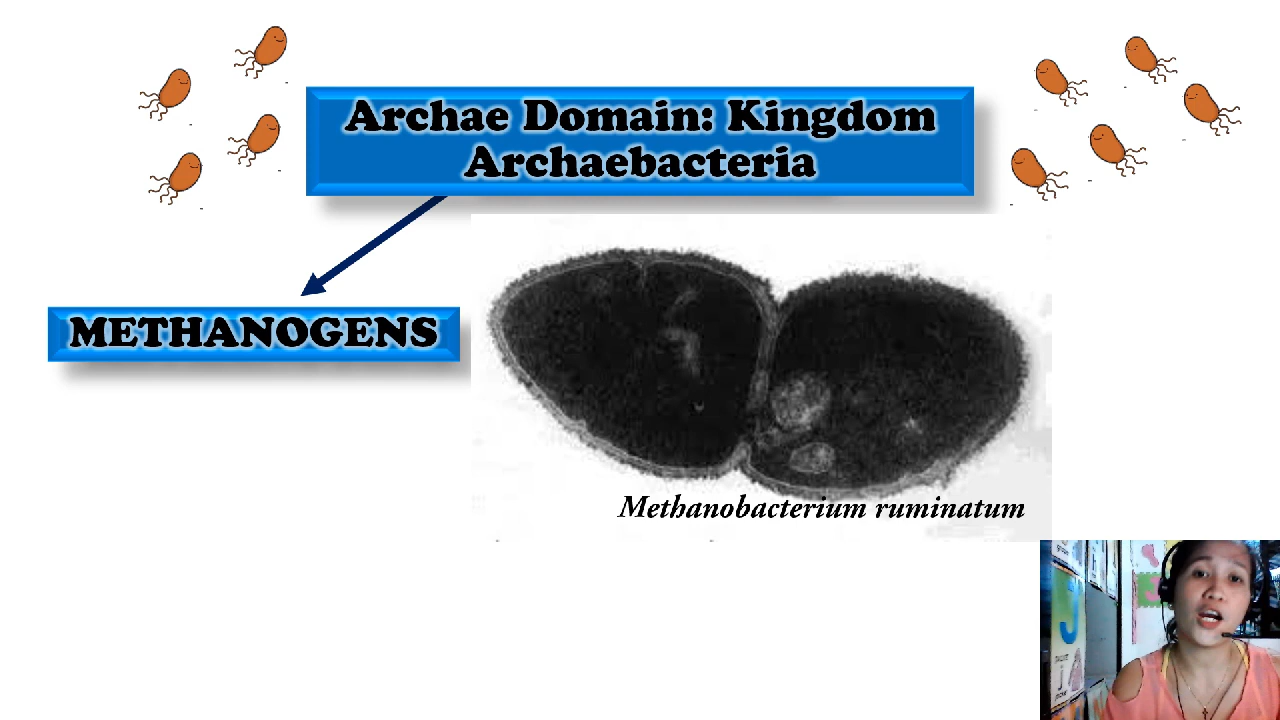 Archae Domain: Kingdom
Archaebacteria
METHANOGENS
Methanobacterium ruminatum
J
j